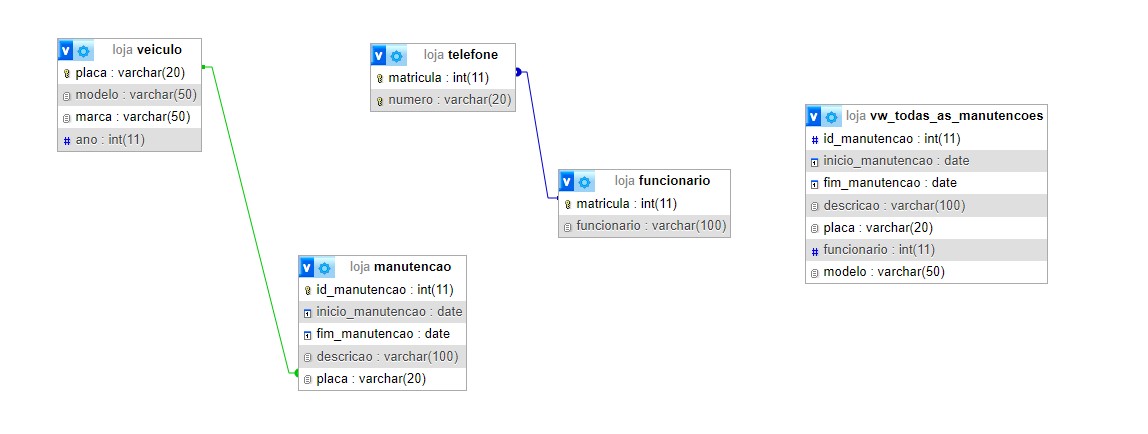 v loja veiculo
placa : varchar(20)
modelo : varchar(50)
marca : varchar(50)
# ano : int(11)
v loja telefone
matricula : int(11)
numero : varchar(20)
v loja funcionario
matricula : int(11)
funcionario : varchar(100)
v loja manutencao
id_manutencao : int(11)
inicio_manutencao : date
fim_manutencao : date
descricao : varchar(100)
placa : varchar(20)
v loja vw_todas_as_manutencoes
# id_manutencao : int(11)
inicio_manutencao : date
fim_manutencao : date
descricao : varchar(100)
placa : varchar(20)
# funcionario : int(11)
modelo : varchar(50)